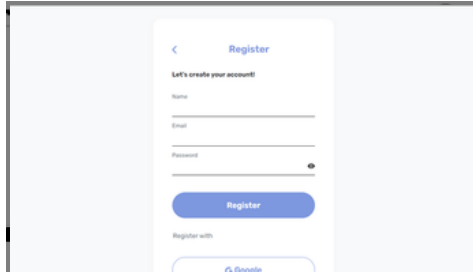 Register
Let's create your account!
Name
Email
Password
Register
Register with
Google